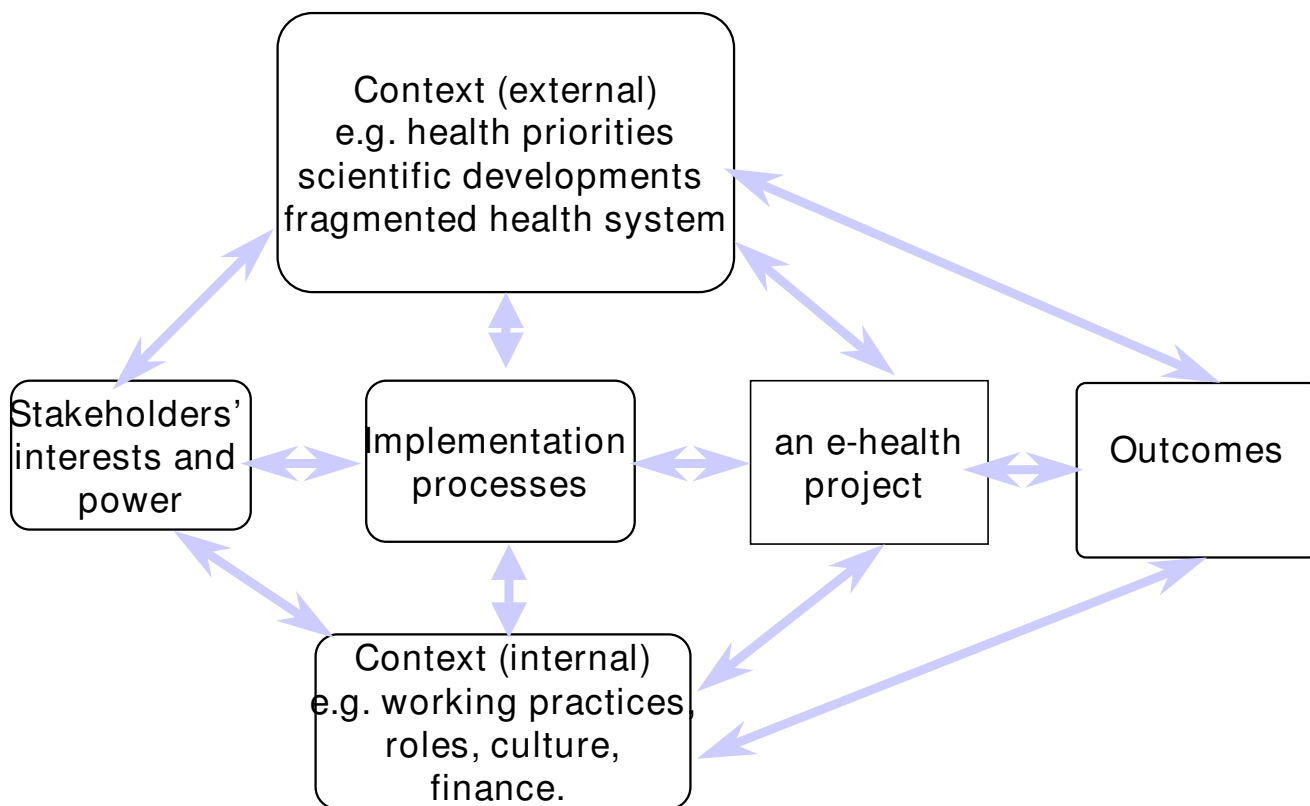 Context (external)
e.g. health priorities
scientific developments
fragmented health system
Stakeholders’
interests and
power
Implementation
processes
an e-health
project
Outcomes
Context (internal)
e.g. working practices,
roles, culture,
finance.